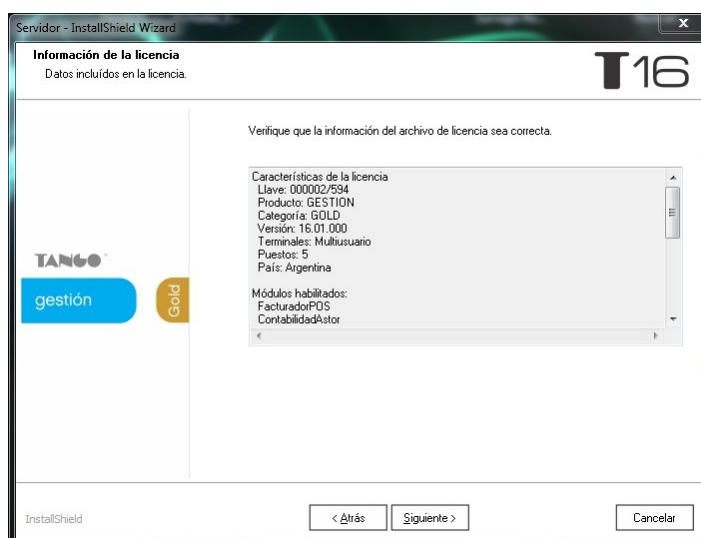 Servidor - InstallShield Wizard
x
Información de la licencia
Datos incluídos en la licencia.
T16
Verifique que la información del archivo de licencia sea correcta.
Características de la licencia
Llave: 000002/594
Producto: GESTION
Categoría: GOLD
Versión: 16.01.000
Terminales: Multiusuario
Puestos: 5
País: Argentina
Módulos habilitados:
FacturadorPOS
ContabilidadAstor
TANGO
gestión
Gold
InstallShield
< Atrás
Siguiente >
Cancelar